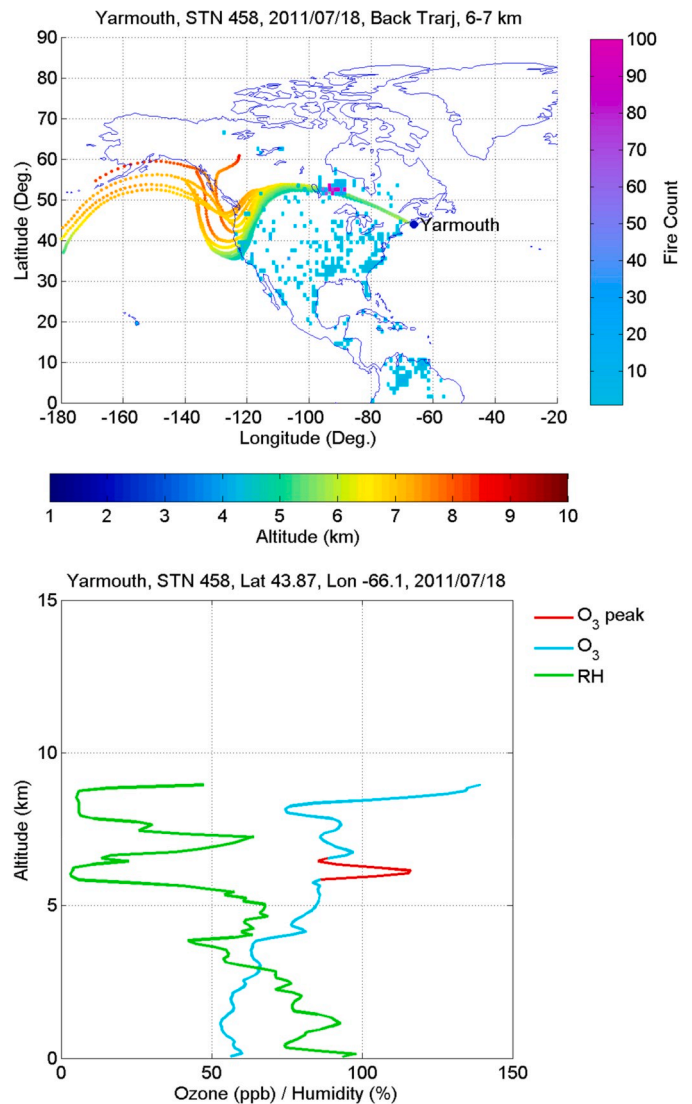 Yarmouth, STN 458, 2011/07/18, Back Trarj, 6-7 km
90
80
70
60
50
40
30
20
10
0
Latitude (Deg.)
-180 -160 -140 -120 -100 -80 -60 -40 -20
Longitude (Deg.)
Yarmouth
100
90
80
70
60
50
40
30
20
10
Fire Count
1 2 3 4 5 6 7 8 9 10
Altitude (km)
Yarmouth, STN 458, Lat 43.87, Lon -66.1, 2011/07/18
15
10
5
0
Altitude (km)
0 50 100 150
Ozone (ppb) / Humidity (%)
O3 peak
O3
RH